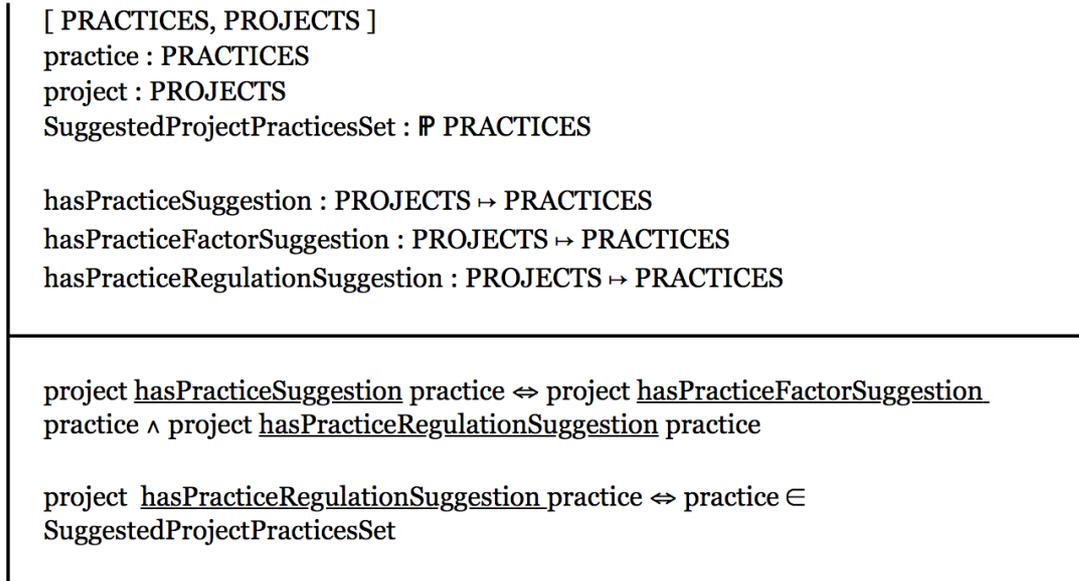 [ PRACTICES, PROJECTS ]
practice : PRACTICES
project : PROJECTS
SuggestedProjectPracticesSet : ℙ PRACTICES
hasPracticeSuggestion : PROJECTS ↦ PRACTICES
hasPracticeFactorSuggestion : PROJECTS ↦ PRACTICES
hasPracticeRegulationSuggestion : PROJECTS ↦ PRACTICES
project hasPracticeSuggestion practice ⇔ project hasPracticeFactorSuggestion
practice ∧ project hasPracticeRegulationSuggestion practice
project hasPracticeRegulationSuggestion practice ⇔ practice ∈
SuggestedProjectPracticesSet